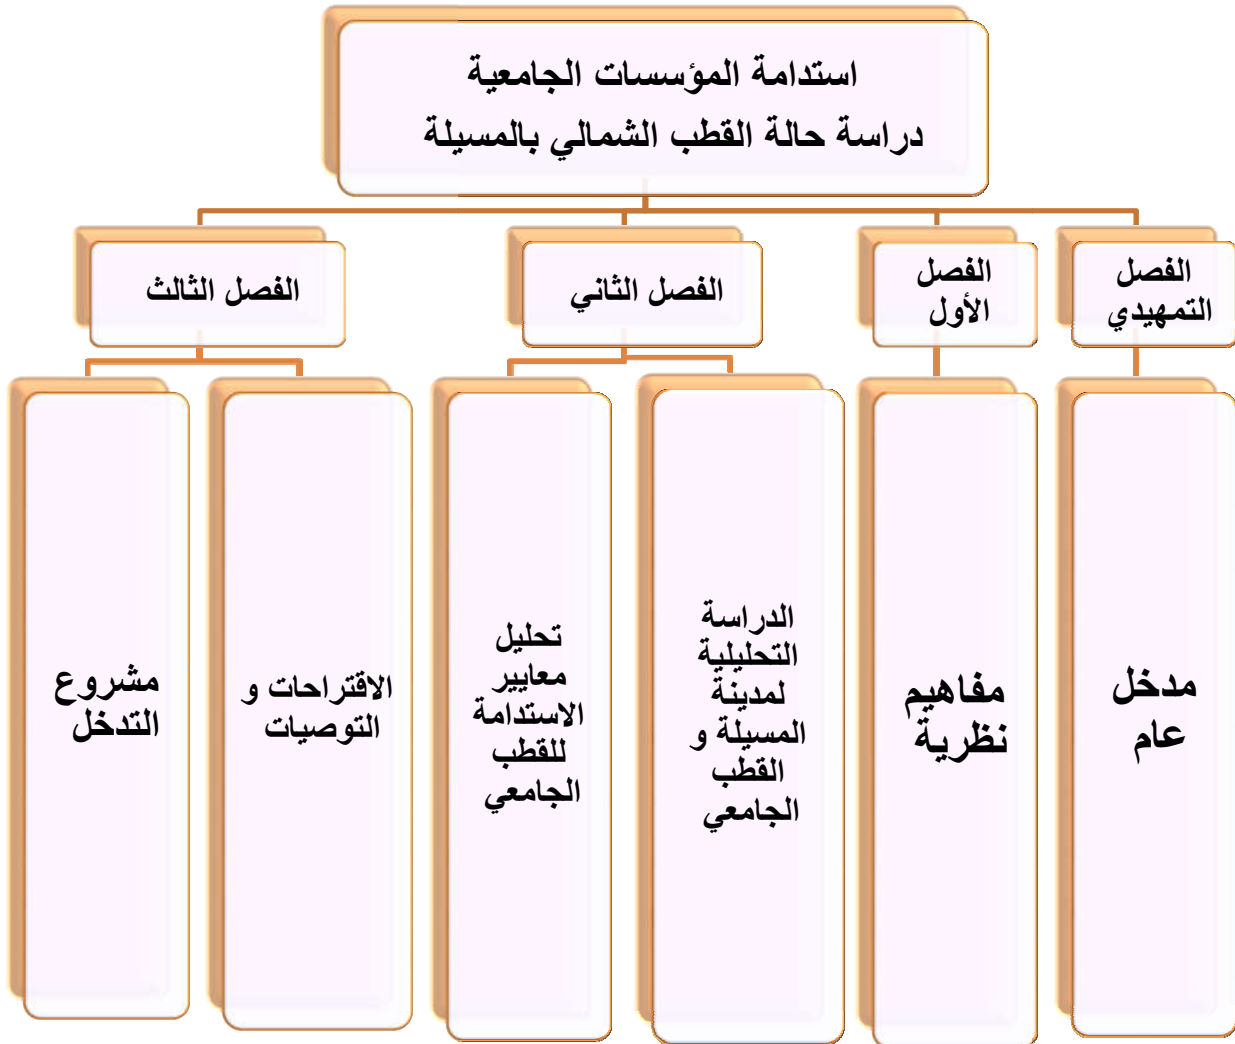 استدامة المؤسسات الجامعية
دراسة حالة القطب الشمالي بالمسيلة
الفصل
التمهيدي
الفصل
الأول
الفصل الثاني
الفصل الثالث
مدخل
عام
مفاهيم
نظرية
الدراسة
التحليلية
لمدينة
المسيلة و
القطب
الجامعي
تحليل
معايير
الاستدامة
للقطب
الجامعي
الاقتراحات و
التوصيات
مشروع
التدخل